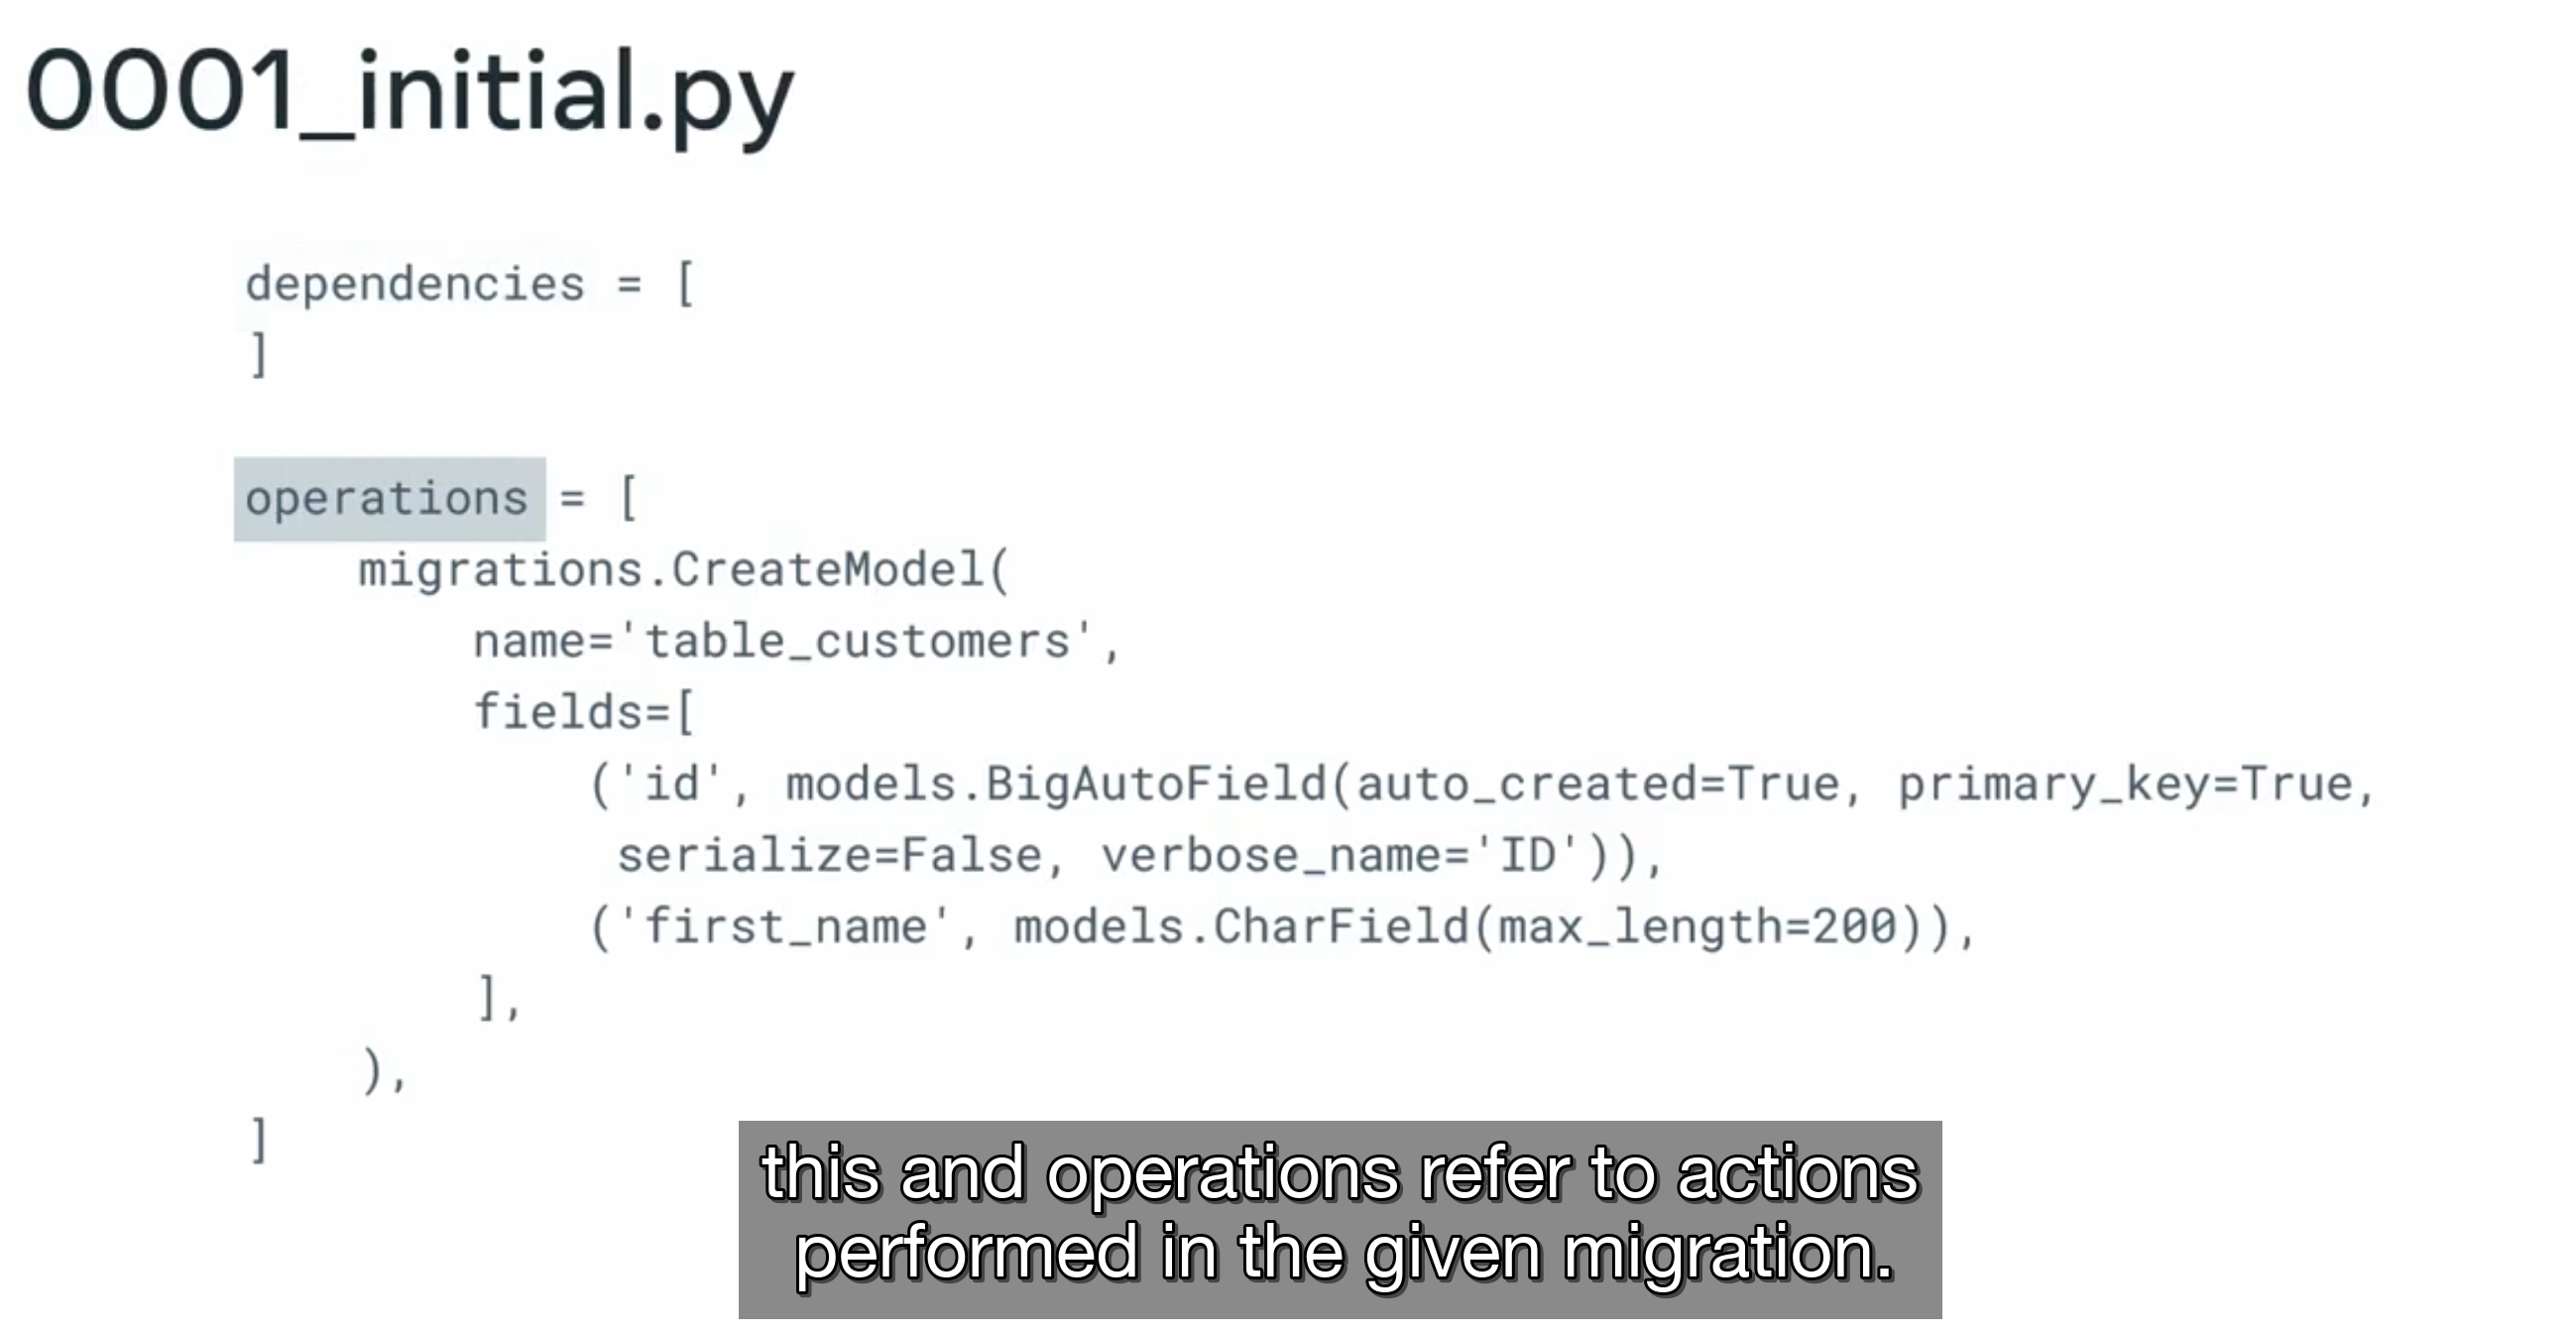 0001_initial.py
dependencies = [
]
operations = [
migrations.CreateModel(
name='table_customers',
fields=[
('id', models.BigAutoField(auto_created=True, primary_key=True,
serialize=False, verbose_name='ID')),
('first_name', models.CharField(max_length=200)),
],
),
]
this and operations refer to actions
performed in the given migration.